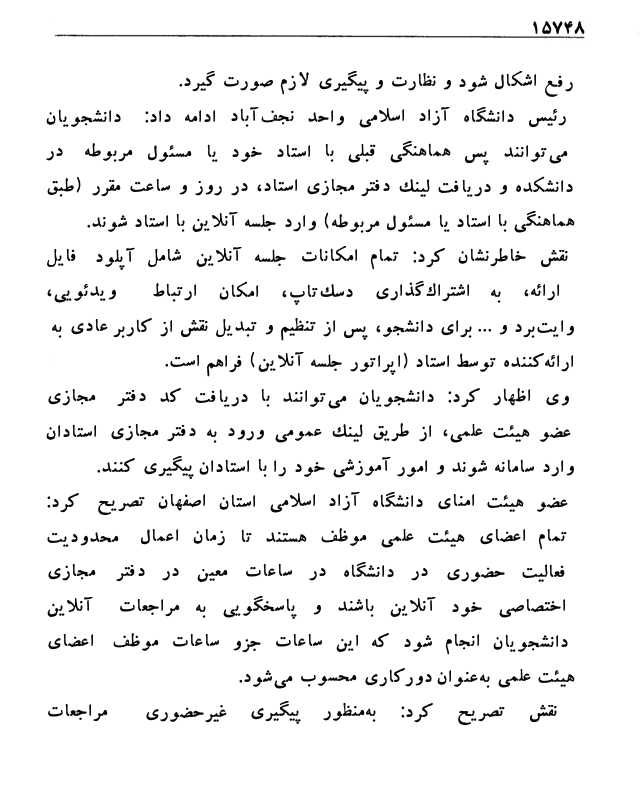 ۱۵۷۴۸
رفع اشکال شود و نظارت و پیگیری لازم صورت گیرد.
رئیس دانشگاه آزاد اسلامی واحد نجف‌آباد ادامه داد: دانشجویان
می‌توانند پس هماهنگی قبلی با استاد خود یا مسئول مربوطه در
دانشکده و دریافت لینك دفتر مجازی استاد، در روز و ساعت مقرر (طبق
هماهنگی با استاد یا مسئول مربوطه) وارد جلسه آنلاین با استاد شوند.
نقش خاطرنشان کرد: تمام امکانات جلسه آنلاین شامل آپلود فایل
ارائه، به اشتراك‌گذاری دسك‌تاپ، امکان ارتباط ویدئویی،
وایت‌برد و ... برای دانشجو، پس از تنظیم و تبدیل نقش از کاربر عادی به
ارائه‌کننده توسط استاد (اپراتور جلسه آنلاین) فراهم است.
وی اظهار کرد: دانشجویان می‌توانند با دریافت کد دفتر مجازی
عضو هیئت علمی، از طریق لینك عمومی ورود به دفتر مجازی استادان
وارد سامانه شوند و امور آموزشی خود را با استادان پیگیری کنند.
عضو هیئت امنای دانشگاه آزاد اسلامی استان اصفهان تصریح کرد:
تمام اعضای هیئت علمی موظف هستند تا زمان اعمال محدودیت
فعالیت حضوری در دانشگاه در ساعات معین در دفتر مجازی
اختصاصی خود آنلاین باشند و پاسخگویی به مراجعات آنلاین
دانشجویان انجام شود که این ساعات جزو ساعات موظف اعضای
هیئت علمی به‌عنوان دورکاری محسوب می‌شود.
نقش تصریح کرد: به‌منظور پیگیری غیرحضوری مراجعات